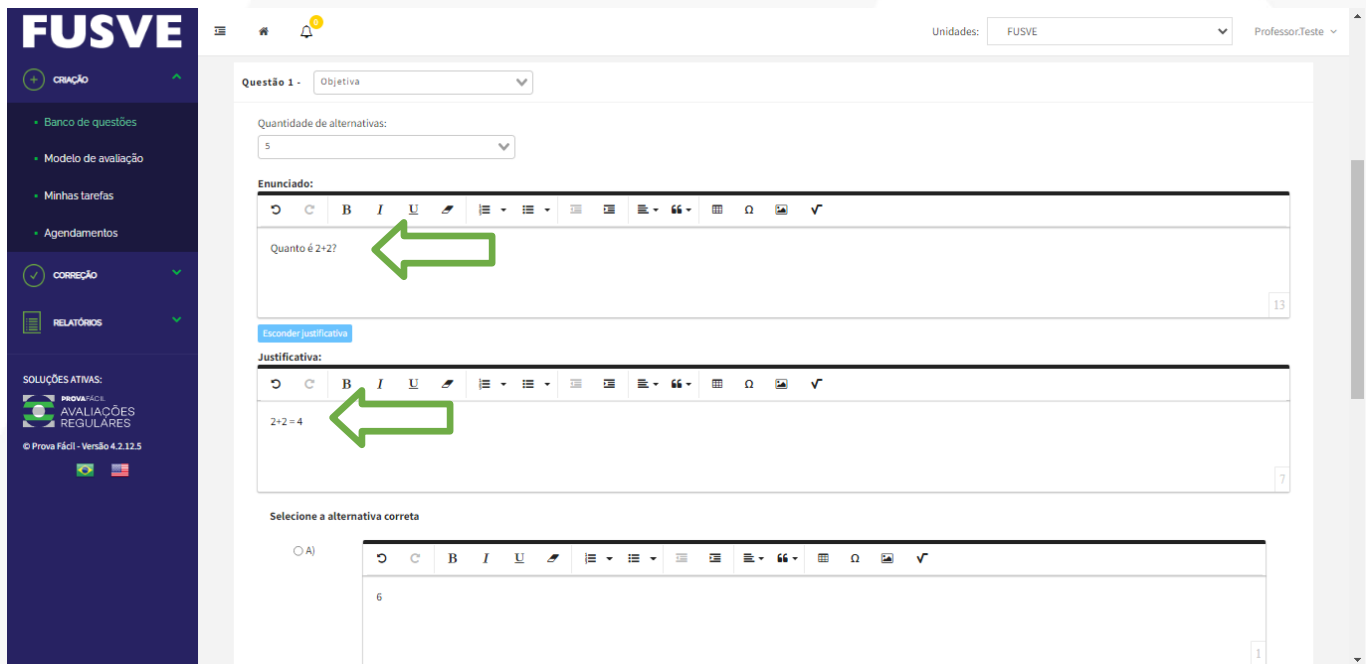 FUSVE
0
Unidades:
FUSVE
Professor.Teste
CRIAÇÃO
Banco de questões
Modelo de avaliação
Minhas tarefas
Agendamentos
CORREÇÃO
RELATÓRIOS
SOLUÇÕES ATIVAS:
PROVAFÁCIL
AVALIAÇÕES
REGULARES
© Prova Fácil - Versão 4.2.12.5
Questão 1 - Objetiva
Quantidade de alternativas:
5
Enunciado:
B I U Ω
Quanto é 2+2?
13
Esconder justificativa
Justificativa:
B I U Ω
2+2 = 4
7
Selecione a alternativa correta
A)
B I U Ω
6
1